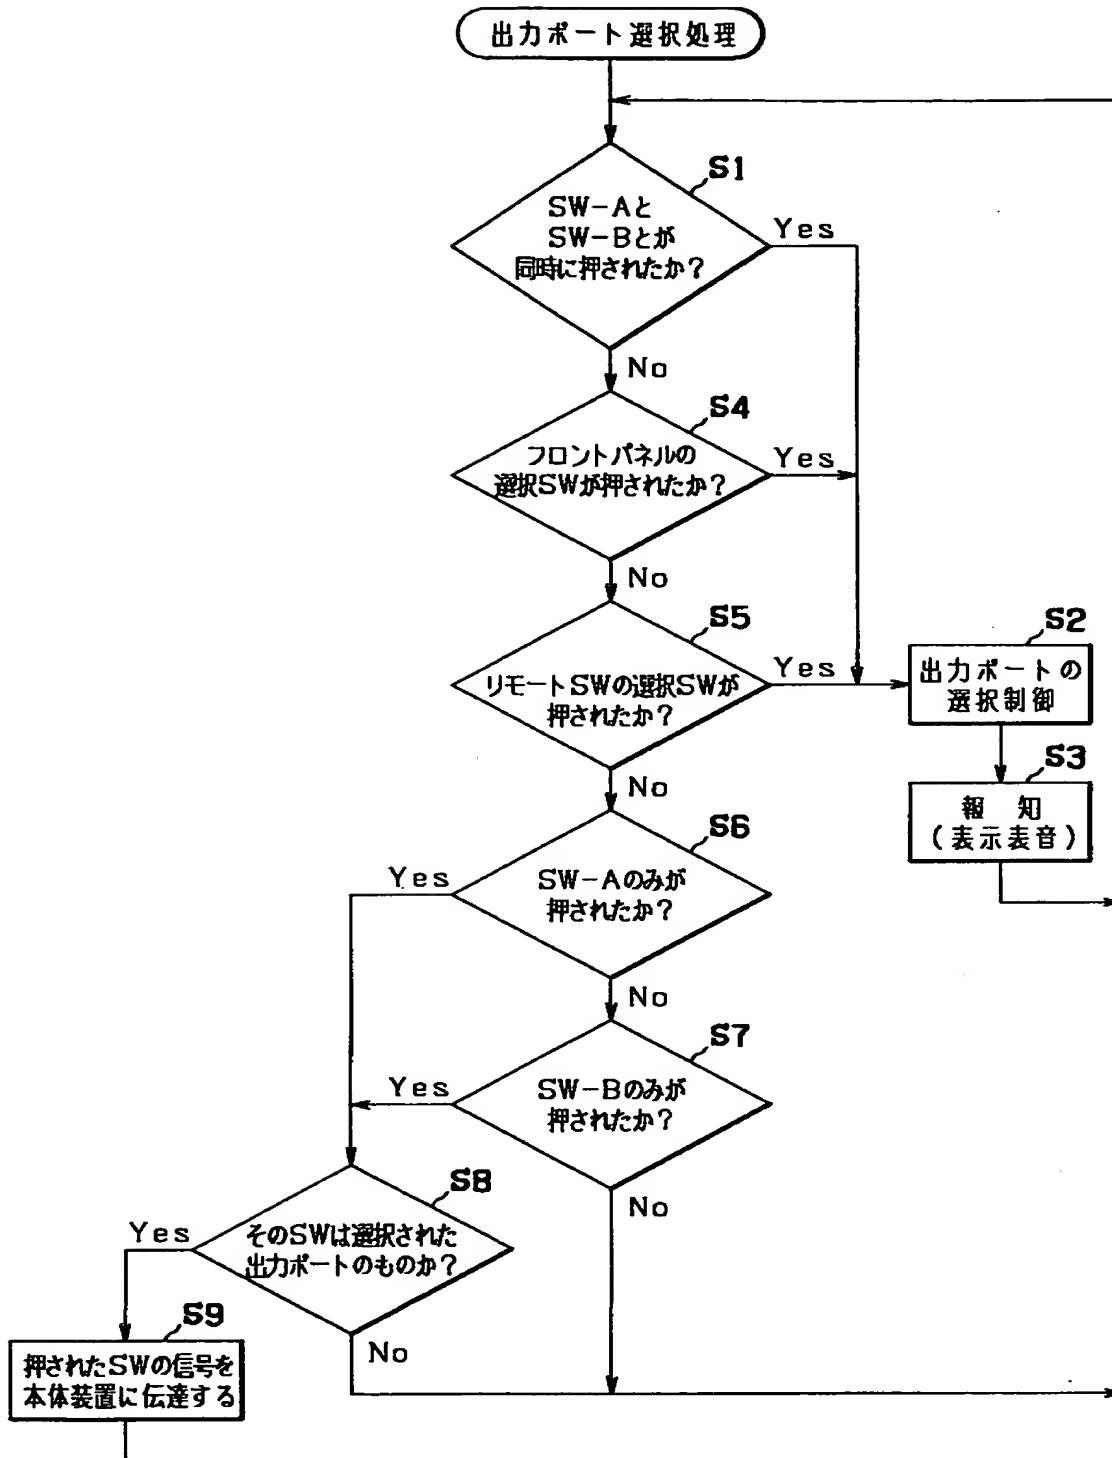 出力ポート選択処理
S1
SW-Aと
SW-Bとが
同時に押されたか?
Yes
No
S4
フロントパネルの
選択SWが押されたか?
Yes
No
S5
リモートSWの選択SWが
押されたか?
Yes
No
S2
出力ポートの
選択制御
S3
報 知
(表示表音)
S6
SW-Aのみが
押されたか?
Yes
No
S7
SW-Bのみが
押されたか?
Yes
No
S8
そのSWは選択された
出力ポートのものか?
Yes
No
S9
押されたSWの信号を
本体装置に伝達する